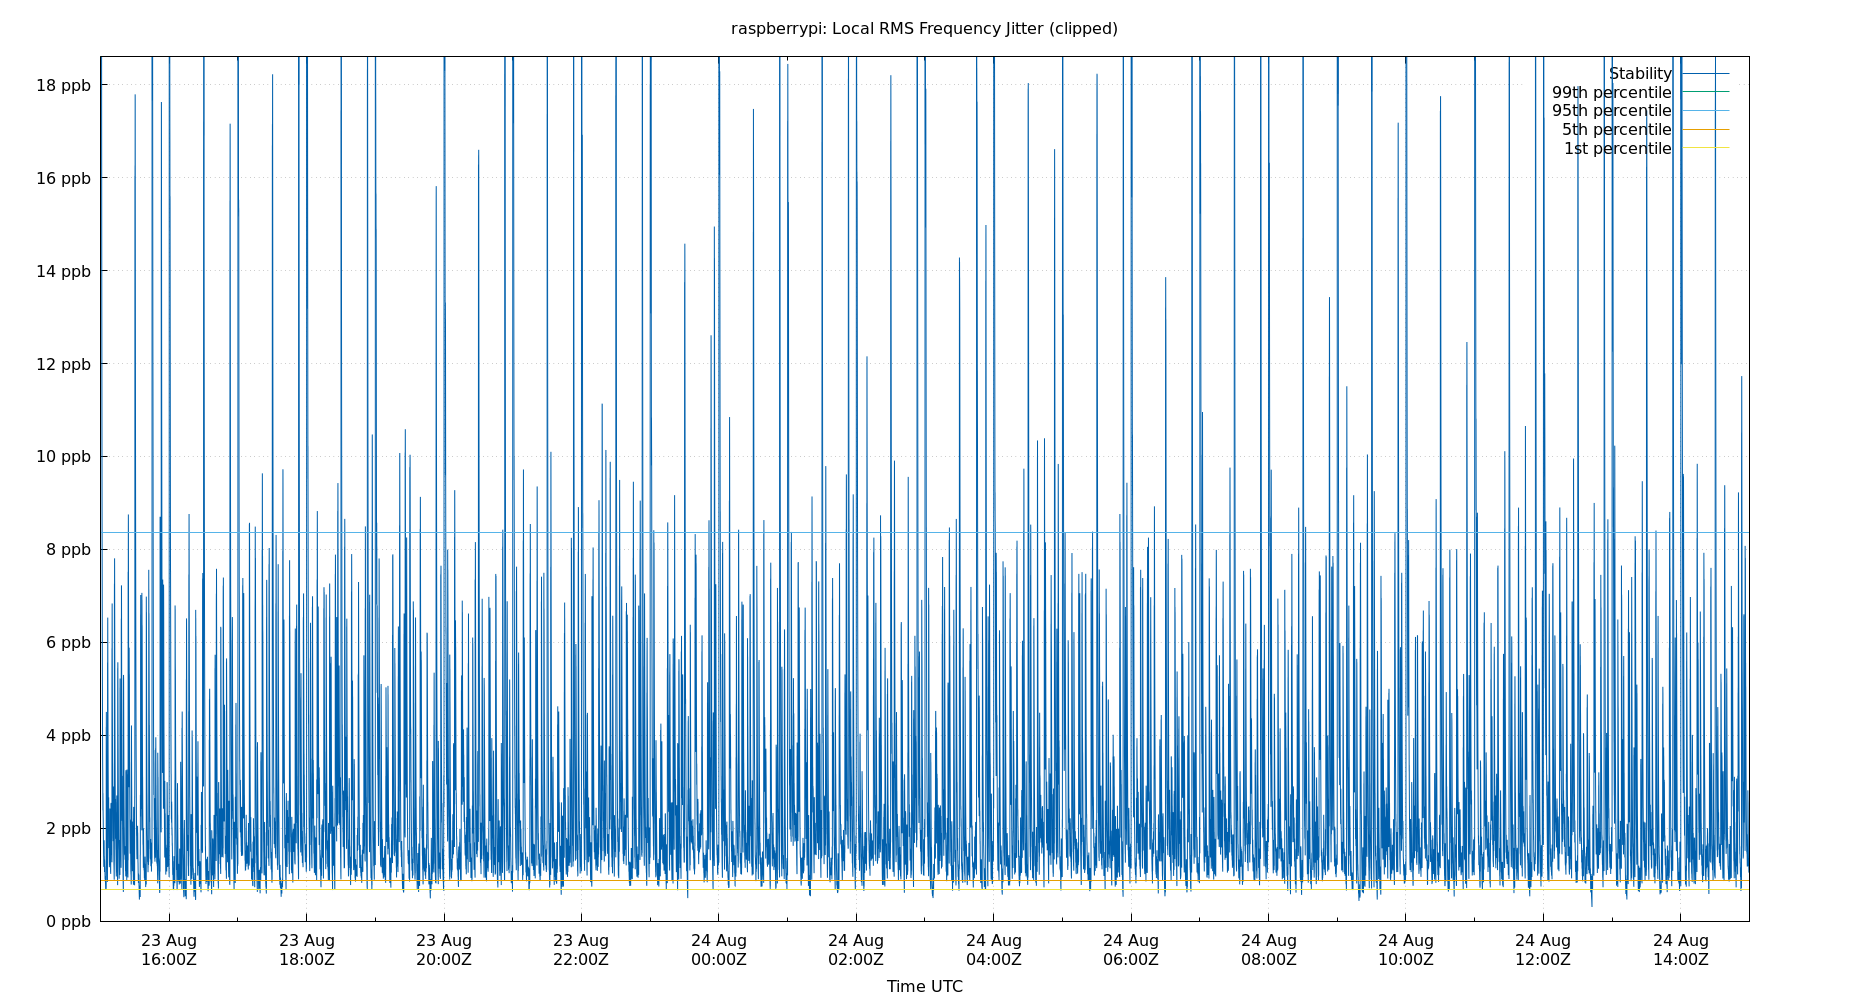 raspberrypi: Local RMS Frequency Jitter (clipped)
Stability
99th percentile
95th percentile
5th percentile
1st percentile
18 ppb
16 ppb
14 ppb
12 ppb
10 ppb
8 ppb
6 ppb
4 ppb
2 ppb
0 ppb
23 Aug 23 Aug 23 Aug 23 Aug 24 Aug 24 Aug 24 Aug 24 Aug 24 Aug 24 Aug 24 Aug 24 Aug
16:00Z 18:00Z 20:00Z 22:00Z 00:00Z 02:00Z 04:00Z 06:00Z 08:00Z 10:00Z 12:00Z 14:00Z
Time UTC